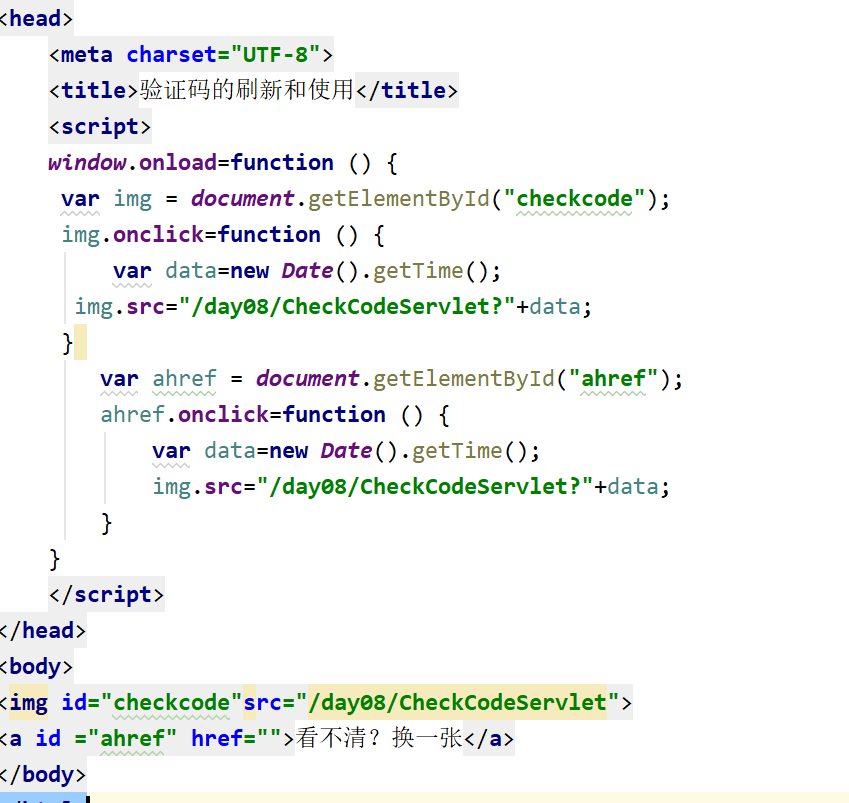 <head>
<meta charset="UTF-8">
<title>验证码的刷新和使用</title>
<script>
window.onload=function () {
var img = document.getElementById("checkcode");
img.onclick=function () {
var data=new Date().getTime();
img.src="/day08/CheckCodeServlet?"+data;
}
var ahref = document.getElementById("ahref");
ahref.onclick=function () {
var data=new Date().getTime();
img.src="/day08/CheckCodeServlet?"+data;
}
}
</script>
</head>
<body>
<img id="checkcode"src="/day08/CheckCodeServlet">
<a id ="ahref" href="">看不清？换一张</a>
</body>